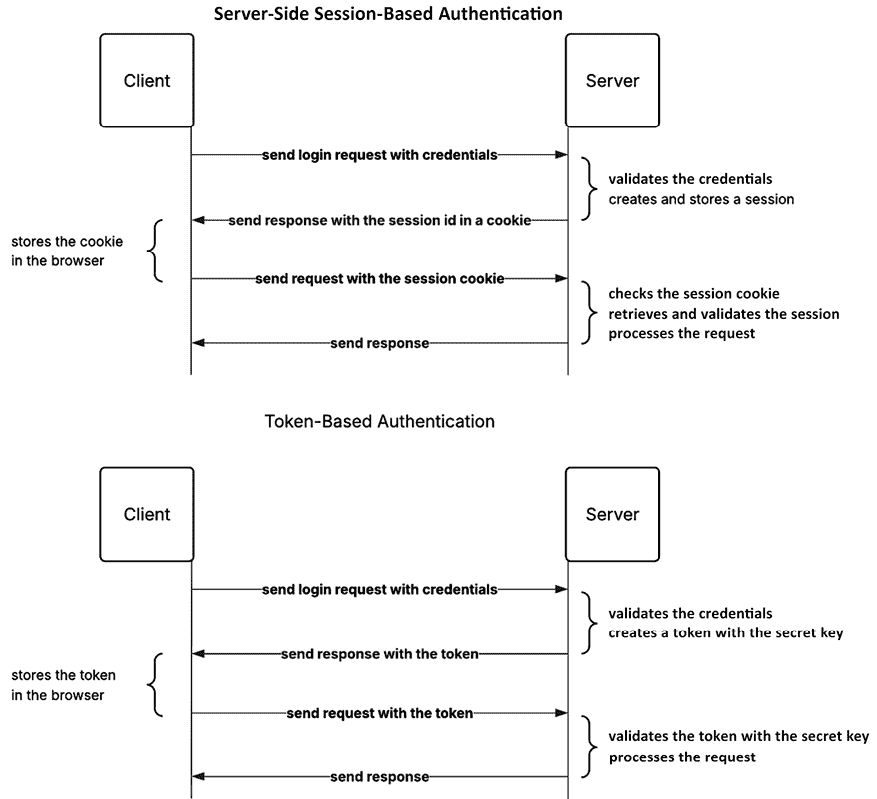 Server-Side Session-Based Authentication
Client
Server
send login request with credentials
validates the credentials
creates and stores a session
send response with the session id in a cookie
stores the cookie
in the browser
send request with the session cookie
checks the session cookie
retrieves and validates the session
processes the request
send response
Token-Based Authentication
Client
Server
send login request with credentials
validates the credentials
creates a token with the secret key
send response with the token
stores the token
in the browser
send request with the token
validates the token with the secret key
processes the request
send response